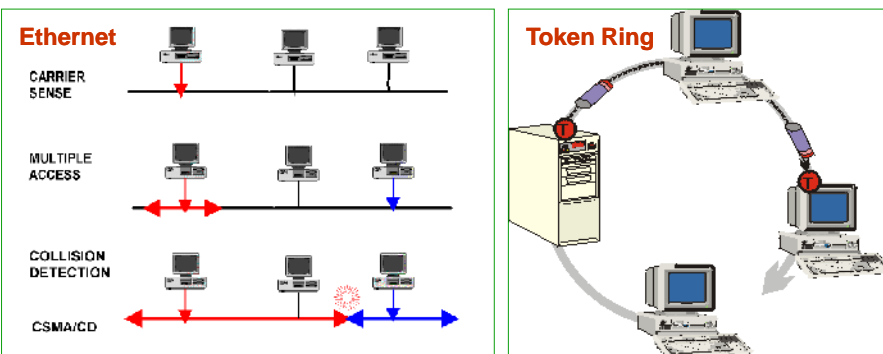 Ethernet
CARRIER
SENSE
MULTIPLE
ACCESS
COLLISION
DETECTION
CSMA/CD
Token Ring
T
T